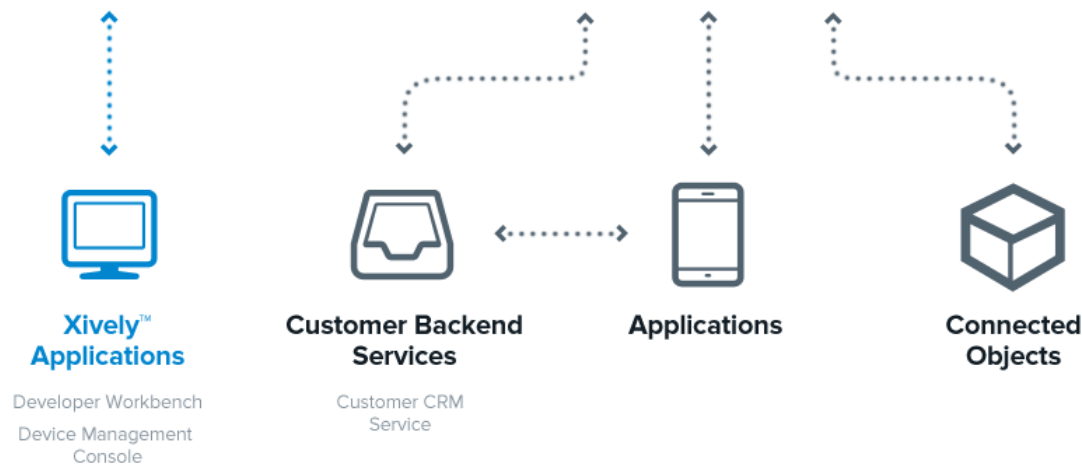 Xively™
Applications
Developer Workbench
Device Management
Console
Customer Backend
Services
Customer CRM
Service
Applications
Connected
Objects